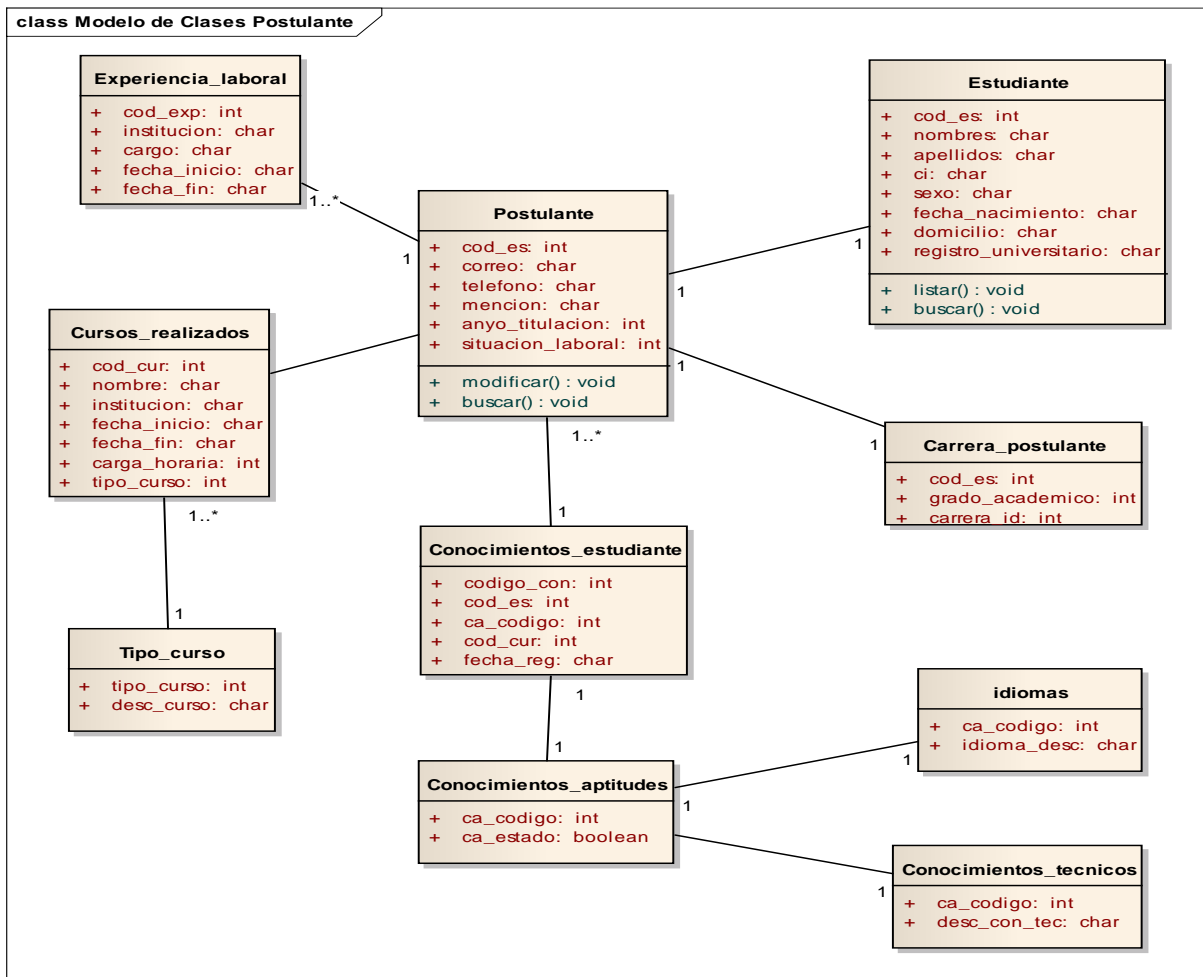 class Modelo de Clases Postulante
Experiencia_laboral
+ cod_exp: int
+ institucion: char
+ cargo: char
+ fecha_inicio: char
+ fecha_fin: char
1..*
1
Estudiante
+ cod_es: int
+ nombres: char
+ apellidos: char
+ ci: char
+ sexo: char
+ fecha_nacimiento: char
+ domicilio: char
+ registro_universitario: char
+ listar() : void
+ buscar() : void
1
Postulante
+ cod_es: int
+ correo: char
+ telefono: char
+ mencion: char
+ anyo_titulacion: int
+ situacion_laboral: int
+ modificar() : void
+ buscar() : void
1
1
1..*
Cursos_realizados
+ cod_cur: int
+ nombre: char
+ institucion: char
+ fecha_inicio: char
+ fecha_fin: char
+ carga_horaria: int
+ tipo_curso: int
1..*
1
Carrera_postulante
+ cod_es: int
+ grado_academico: int
+ carrera_id: int
1
1
Conocimientos_estudiante
+ codigo_con: int
+ cod_es: int
+ ca_codigo: int
+ cod_cur: int
+ fecha_reg: char
1
1
Tipo_curso
+ tipo_curso: int
+ desc_curso: char
idiomas
+ ca_codigo: int
+ idioma_desc: char
1
Conocimientos_aptitudes
+ ca_codigo: int
+ ca_estado: boolean
1
Conocimientos_tecnicos
+ ca_codigo: int
+ desc_con_tec: char
1